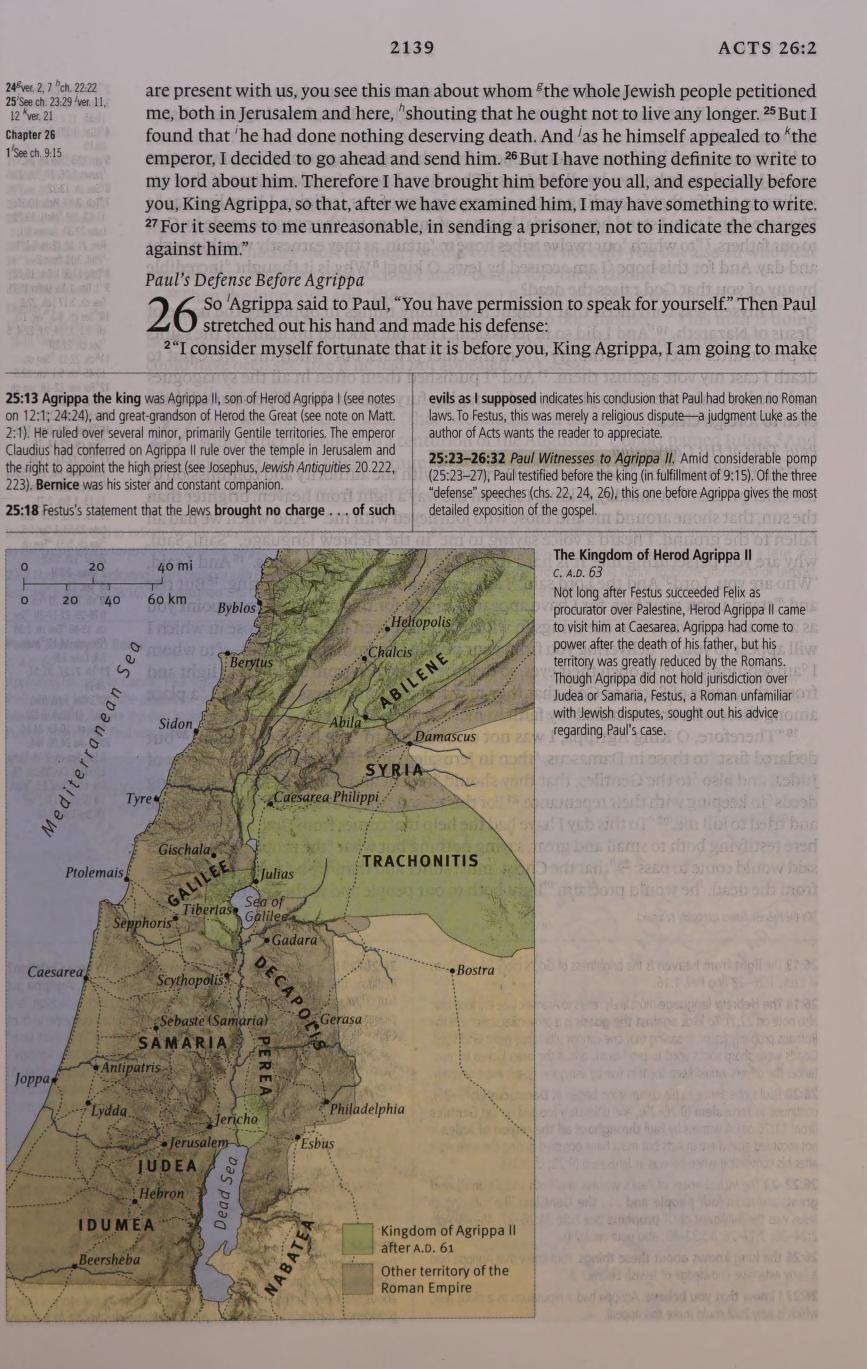 2139
ACTS 26:2
24 ᵍver. 2, 7 ʰch. 22:22
25 ⁱSee ch. 23:29 ʲver. 11,
12 ᵏver. 21
Chapter 26
1 ˡSee ch. 9:15
are present with us, you see this man about whom ᵍthe whole Jewish people petitioned
me, both in Jerusalem and here, ʰshouting that he ought not to live any longer. ²⁵But I
found that ⁱhe had done nothing deserving death. And ʲas he himself appealed to ᵏthe
emperor, I decided to go ahead and send him. ²⁶But I have nothing definite to write to
my lord about him. Therefore I have brought him before you all, and especially before
you, King Agrippa, so that, after we have examined him, I may have something to write.
²⁷For it seems to me unreasonable, in sending a prisoner, not to indicate the charges
against him.”
Paul’s Defense Before Agrippa
26 So ˡAgrippa said to Paul, “You have permission to speak for yourself.” Then Paul
stretched out his hand and made his defense:
²“I consider myself fortunate that it is before you, King Agrippa, I am going to make
25:13 Agrippa the king was Agrippa II, son of Herod Agrippa I (see notes
on 12:1; 24:24), and great-grandson of Herod the Great (see note on Matt.
2:1). He ruled over several minor, primarily Gentile territories. The emperor
Claudius had conferred on Agrippa II rule over the temple in Jerusalem and
the right to appoint the high priest (see Josephus, Jewish Antiquities 20.222,
223). Bernice was his sister and constant companion.
25:18 Festus’s statement that the Jews brought no charge . . . of such
evils as I supposed indicates his conclusion that Paul had broken no Roman
laws. To Festus, this was merely a religious dispute—a judgment Luke as the
author of Acts wants the reader to appreciate.
25:23–26:32 Paul Witnesses to Agrippa II. Amid considerable pomp
(25:23–27), Paul testified before the king (in fulfillment of 9:15). Of the three
“defense” speeches (chs. 22, 24, 26), this one before Agrippa gives the most
detailed exposition of the gospel.
0 20 40 mi
0 20 40 60 km
Byblos
Heliopolis
Berytus
Chalcis
ABILENE
Mediterranean Sea
Sidon
Abila
Damascus
SYRIA
Tyre
Caesarea Philippi
Gischala
TRACHONITIS
Ptolemais
GALILEE
Julias
Tiberias
Sea of
Galilee
Sepphoris
Gadara
Caesarea
Scythopolis
DECAPOLIS
Bostra
Sebaste (Samaria)
Gerasa
SAMARIA
PEREA
Antipatris
Joppa
Lydda
Jericho
Philadelphia
Jerusalem
Esbus
JUDEA
Dead Sea
Hebron
IDUMEA
NABATEA
Beersheba
Kingdom of Agrippa II
after A.D. 61
Other territory of the
Roman Empire
The Kingdom of Herod Agrippa II
C. A.D. 63
Not long after Festus succeeded Felix as
procurator over Palestine, Herod Agrippa II came
to visit him at Caesarea. Agrippa had come to
power after the death of his father, but his
territory was greatly reduced by the Romans.
Though Agrippa did not hold jurisdiction over
Judea or Samaria, Festus, a Roman unfamiliar
with Jewish disputes, sought out his advice
regarding Paul’s case.